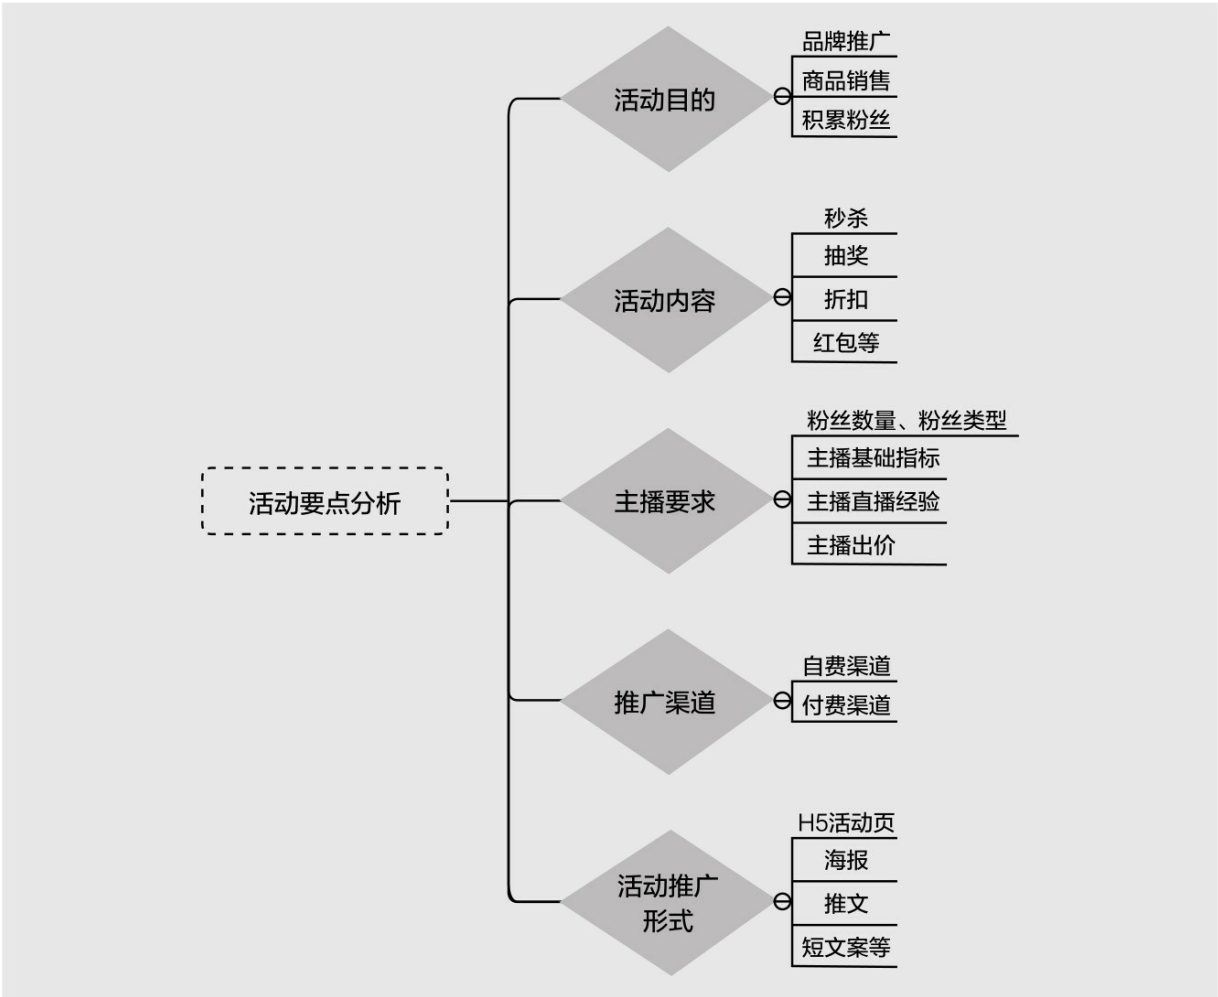 活动要点分析
活动目的
品牌推广
商品销售
积累粉丝
活动内容
秒杀
抽奖
折扣
红包等
主播要求
粉丝数量、粉丝类型
主播基础指标
主播直播经验
主播出价
推广渠道
自费渠道
付费渠道
活动推广
形式
H5活动页
海报
推文
短文案等